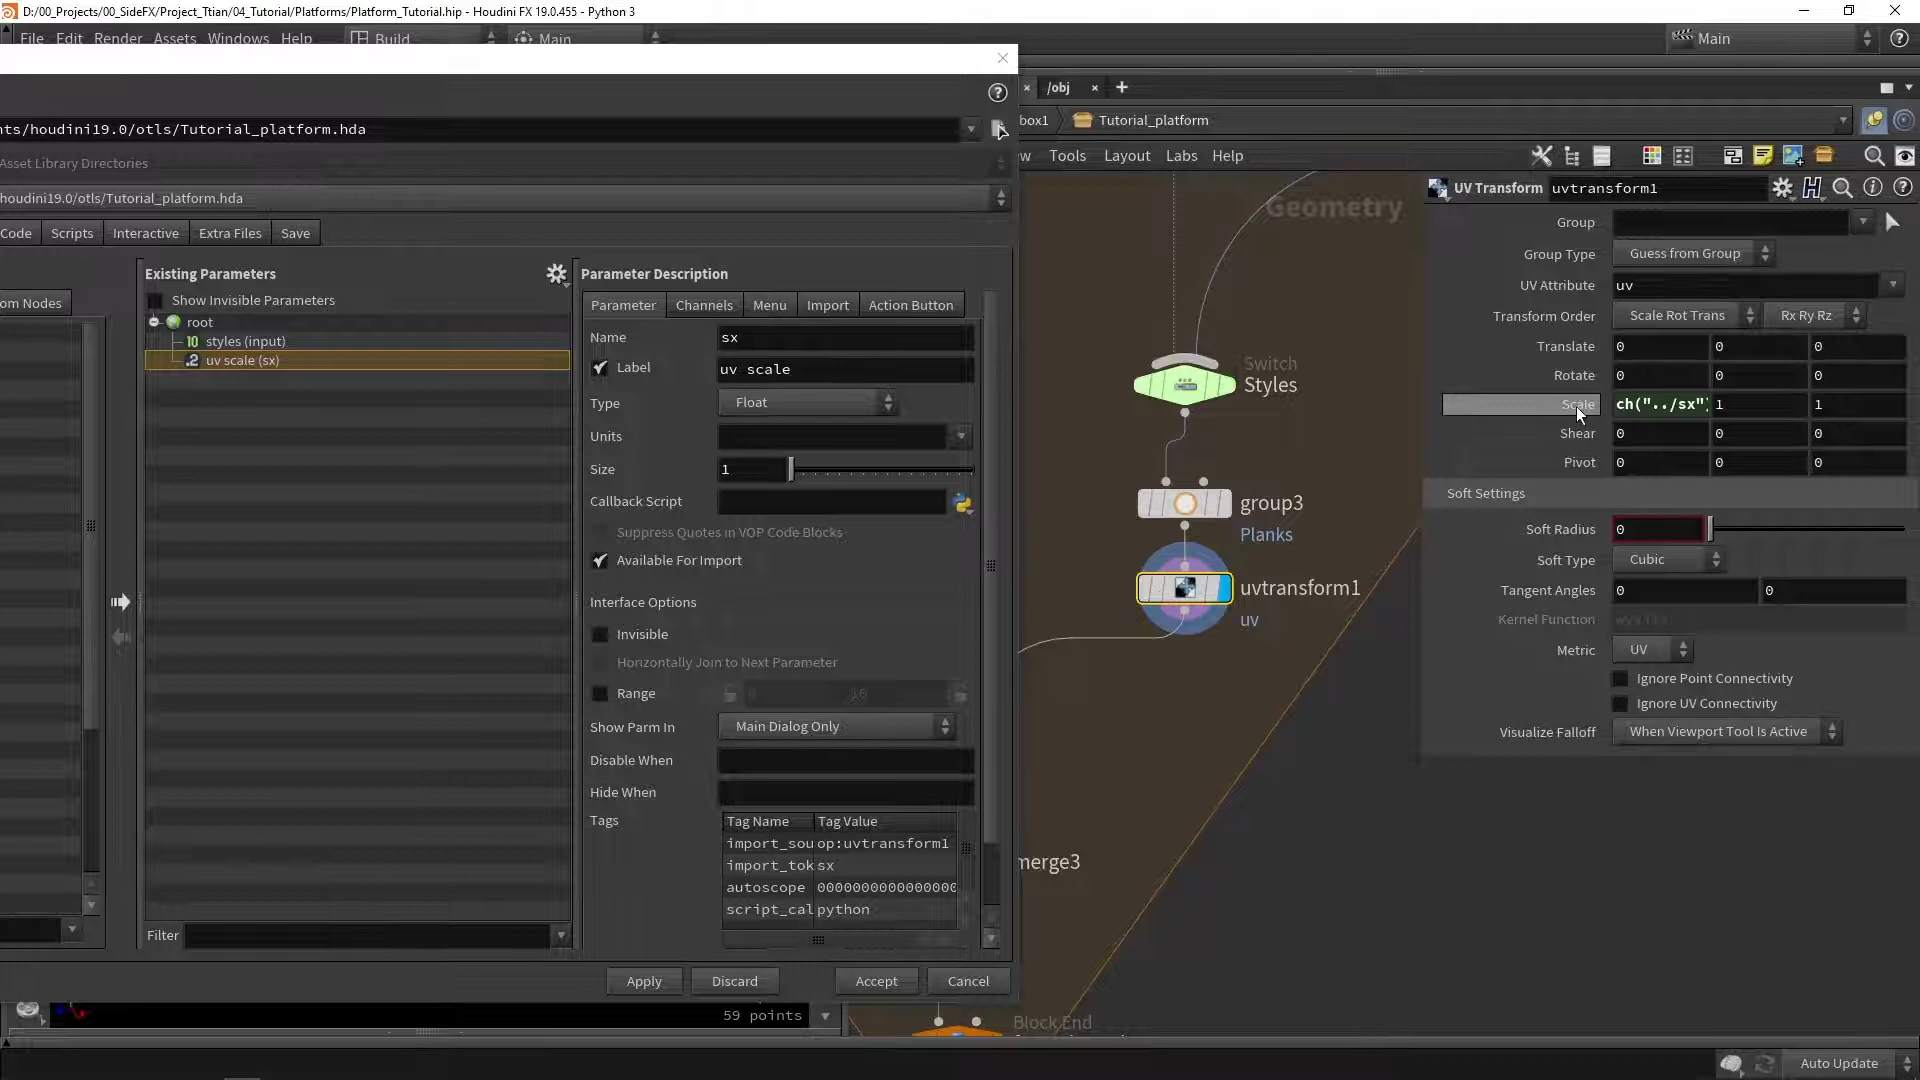 D:/00_Projects/00_SideFX/Project_Ttian/04_Tutorial/Platforms/Platform_Tutorial.hip - Houdini FX 19.0.455 - Python 3
File Edit Render Assets Windows Help Build Main Main
nts/houdini19.0/otls/Tutorial_platform.hda
Asset Library Directories
houdini19.0/otls/Tutorial_platform.hda
Code Scripts Interactive Extra Files Save
om Nodes
Existing Parameters
Show Invisible Parameters
root
styles (input)
uv scale (sx)
Filter
Parameter Description
Parameter Channels Menu Import Action Button
Name sx
Label uv scale
Type Float
Units
Size 1
Callback Script
Suppress Quotes in VOP Code Blocks
Available For Import
Interface Options
Invisible
Horizontally Join to Next Parameter
Range 0 10
Show Parm In Main Dialog Only
Disable When
Hide When
Tags
Tag Name Tag Value
import_sou op:uvtransform1
import_tok sx
autoscope 0000000000000000
script_cal python
Apply Discard Accept Cancel
59 points
/obj
box1 Tutorial_platform
w Tools Layout Labs Help
Geometry
Switch
Styles
group3
Planks
uvtransform1
uv
merge3
Block End
UV Transform uvtransform1
Group
Group Type Guess from Group
UV Attribute uv
Transform Order Scale Rot Trans Rx Ry Rz
Translate 0 0 0
Rotate 0 0 0
Scale ch("../sx") 1 1
Shear 0 0 0
Pivot 0 0 0
Soft Settings
Soft Radius 0
Soft Type Cubic
Tangent Angles 0 0
Kernel Function
Metric UV
Ignore Point Connectivity
Ignore UV Connectivity
Visualize Falloff When Viewport Tool Is Active
Auto Update